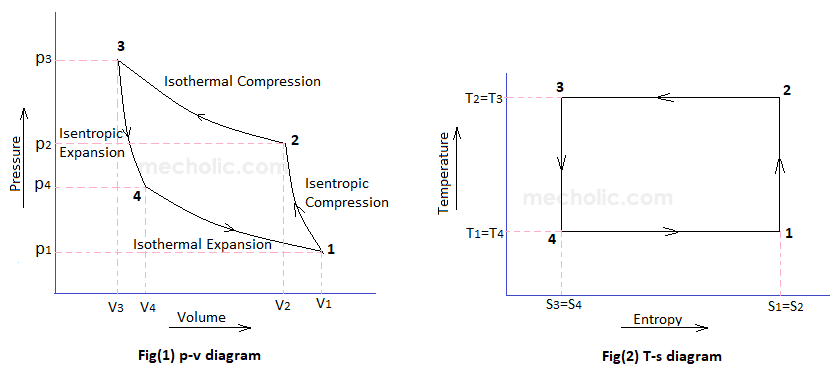 3
p3
Isothermal Compression
Isentropic
Expansion
p2
2
mecholic.com
p4
4
Isentropic
Compression
Pressure
Isothermal Expansion
1
p1
V3
V4
V2
V1
Volume
Fig(1) p-v diagram
3
2
T2=T3
Temperature
mecholic.com
T1=T4
4
1
S3=S4
S1=S2
Entropy
Fig(2) T-s diagram